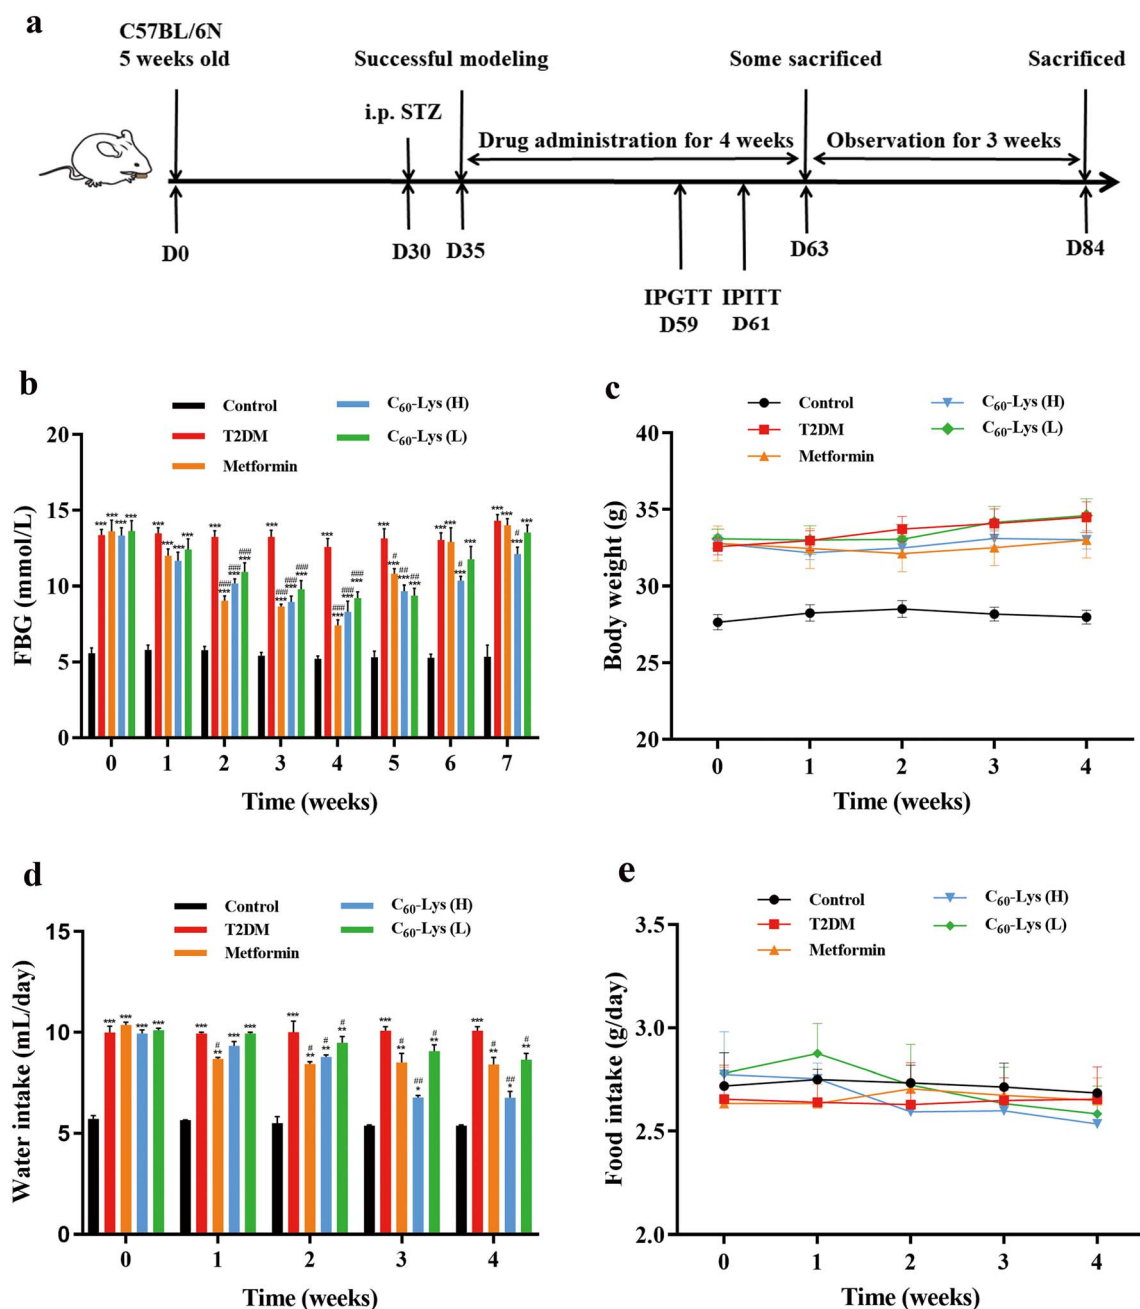 a
C57BL/6N
5 weeks old
Successful modeling
Some sacrificed
Sacrificed
i.p. STZ
Drug administration for 4 weeks
Observation for 3 weeks
D0
D30
D35
D63
D84
IPGTT
D59
IPITT
D61
b
Control
T2DM
Metformin
C60-Lys (H)
C60-Lys (L)
FBG (mmol/L)
20
15
10
5
0
0 1 2 3 4 5 6 7
Time (weeks)
c
Control
T2DM
Metformin
C60-Lys (H)
C60-Lys (L)
Body weight (g)
40
35
30
25
20
0 1 2 3 4
Time (weeks)
d
Control
T2DM
Metformin
C60-Lys (H)
C60-Lys (L)
Water intake (mL/day)
15
10
5
0
0 1 2 3 4
Time (weeks)
e
Control
T2DM
Metformin
C60-Lys (H)
C60-Lys (L)
Food intake (g/day)
3.5
3.0
2.5
2.0
0 1 2 3 4
Time (weeks)